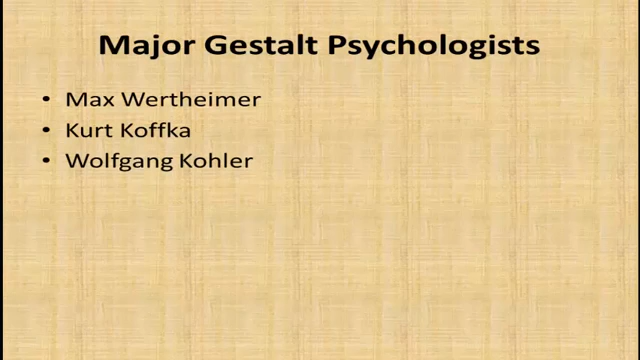 Major Gestalt Psychologists
• Max Wertheimer
• Kurt Koffka
• Wolfgang Kohler